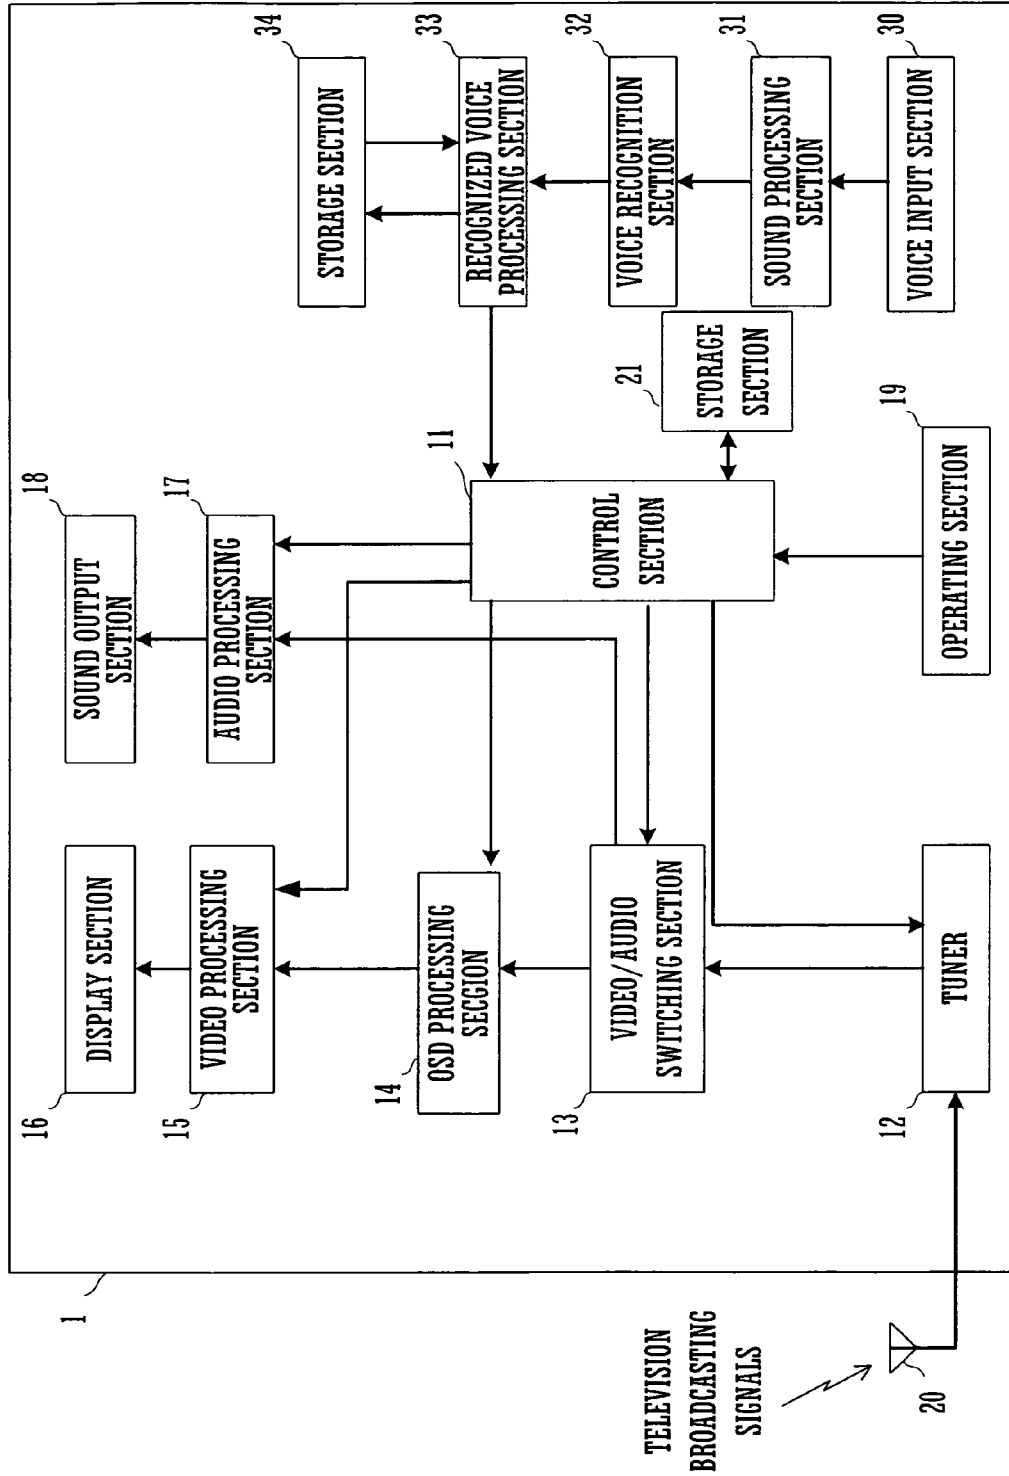 1
TELEVISION
BROADCASTING
SIGNALS
20
16
DISPLAY SECTION
15
VIDEO PROCESSING
SECTION
14
OSD PROCESSING
SECGION
13
VIDEO/AUDIO
SWITCHING SECTION
12
TUNER
18
SOUND OUTPUT
SECTION
17
AUDIO PROCESSING
SECTION
11
CONTROL
SECTION
19
OPERATING SECTION
21
STORAGE
SECTION
34
STORAGE SECTION
33
RECOGNIZED VOICE
PROCESSING SECTION
32
VOICE RECOGNITION
SECTION
31
SOUND PROCESSING
SECTION
30
VOICE INPUT SECTION